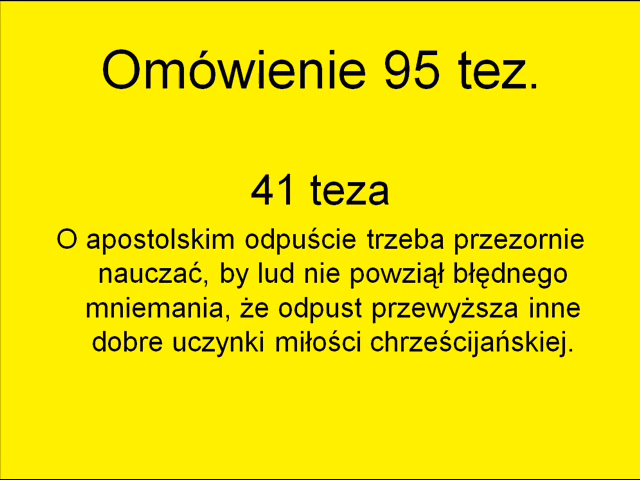 Omówienie 95 tez.
41 teza
O apostolskim odpuście trzeba przezornie
nauczać, by lud nie powziął błędnego
mniemania, że odpust przewyższa inne
dobre uczynki miłości chrześcijańskiej.